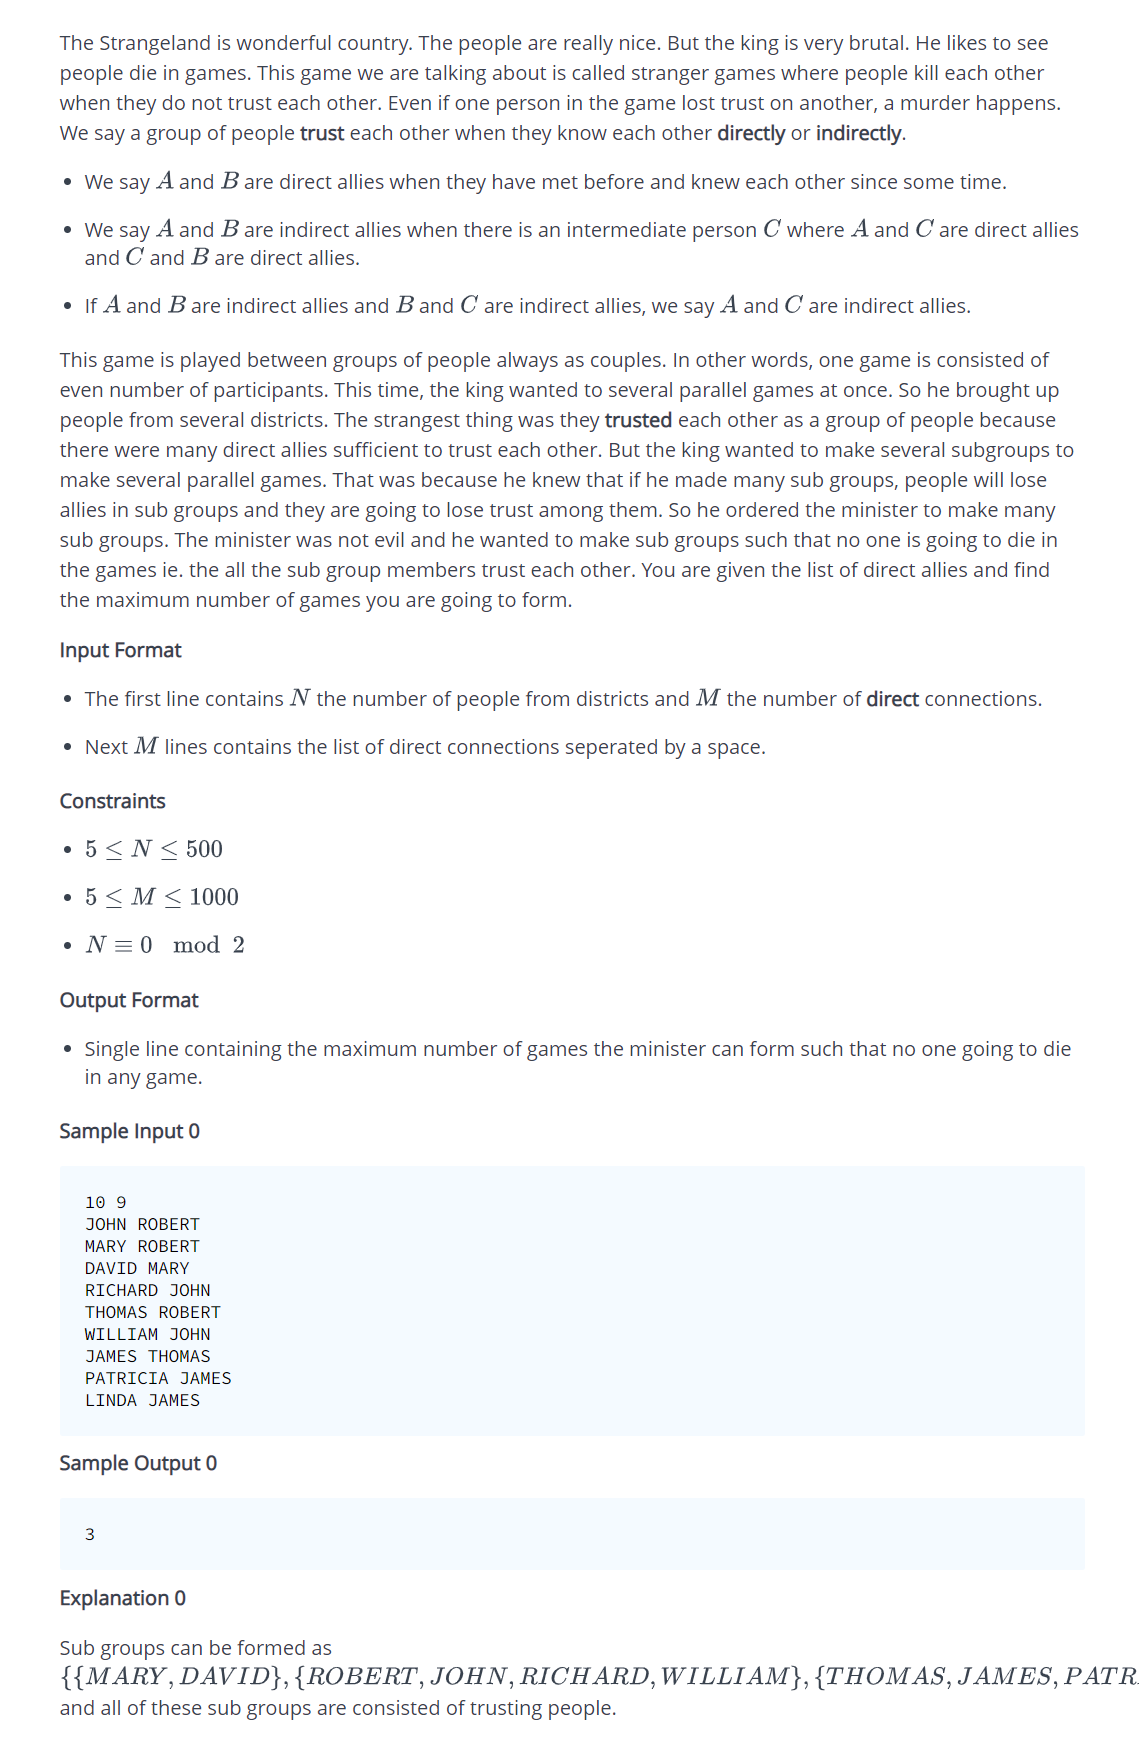 The Strangeland is wonderful country. The people are really nice. But the king is very brutal. He likes to see
people die in games. This game we are talking about is called stranger games where people kill each other
when they do not trust each other. Even if one person in the game lost trust on another, a murder happens.
We say a group of people trust each other when they know each other directly or indirectly.
• We say A and B are direct allies when they have met before and knew each other since some time.
• We say A and B are indirect allies when there is an intermediate person C where A and C are direct allies
and C and B are direct allies.
• If A and B are indirect allies and B and C are indirect allies, we say A and C are indirect allies.
This game is played between groups of people always as couples. In other words, one game is consisted of
even number of participants. This time, the king wanted to several parallel games at once. So he brought up
people from several districts. The strangest thing was they trusted each other as a group of people because
there were many direct allies sufficient to trust each other. But the king wanted to make several subgroups to
make several parallel games. That was because he knew that if he made many sub groups, people will lose
allies in sub groups and they are going to lose trust among them. So he ordered the minister to make many
sub groups. The minister was not evil and he wanted to make sub groups such that no one is going to die in
the games ie. the all the sub group members trust each other. You are given the list of direct allies and find
the maximum number of games you are going to form.
Input Format
• The first line contains N the number of people from districts and M the number of direct connections.
• Next M lines contains the list of direct connections seperated by a space.
Constraints
• 5 ≤ N ≤ 500
• 5 ≤ M ≤ 1000
• N ≡ 0 mod 2
Output Format
• Single line containing the maximum number of games the minister can form such that no one going to die
in any game.
Sample Input 0
10 9
JOHN ROBERT
MARY ROBERT
DAVID MARY
RICHARD JOHN
THOMAS ROBERT
WILLIAM JOHN
JAMES THOMAS
PATRICIA JAMES
LINDA JAMES
Sample Output 0
3
Explanation 0
Sub groups can be formed as
{{MARY, DAVID}, {ROBERT, JOHN, RICHARD, WILLIAM}, {THOMAS, JAMES, PATR
and all of these sub groups are consisted of trusting people.